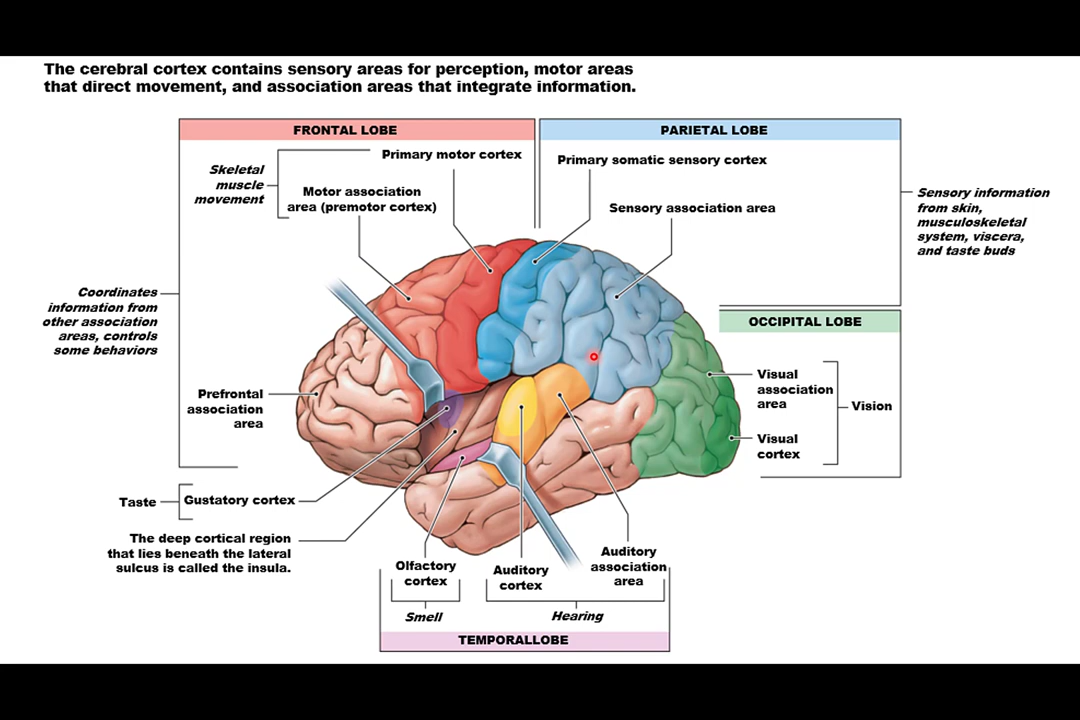 The cerebral cortex contains sensory areas for perception, motor areas
that direct movement, and association areas that integrate information.
FRONTAL LOBE
PARIETAL LOBE
Skeletal
muscle
movement
Primary motor cortex
Motor association
area (premotor cortex)
Primary somatic sensory cortex
Sensory association area
Sensory information
from skin,
musculoskeletal
system, viscera,
and taste buds
Coordinates
information from
other association
areas, controls
some behaviors
OCCIPITAL LOBE
Prefrontal
association
area
Visual
association
area
Vision
Visual
cortex
Taste
Gustatory cortex
The deep cortical region
that lies beneath the lateral
sulcus is called the insula.
Olfactory
cortex
Auditory
cortex
Auditory
association
area
Smell
Hearing
TEMPORALLOBE